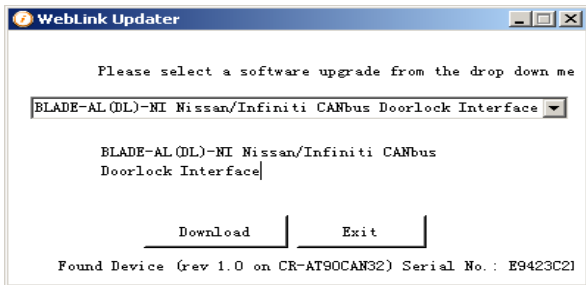 WebLink Updater
Please select a software upgrade from the drop down me
BLADE-AL(DL)-NI Nissan/Infiniti CANbus Doorlock Interface
BLADE-AL(DL)-NI Nissan/Infiniti CANbus
Doorlock Interface
Download Exit
Found Device (rev 1.0 on CR-AT90CAN32) Serial No.: E9423C2